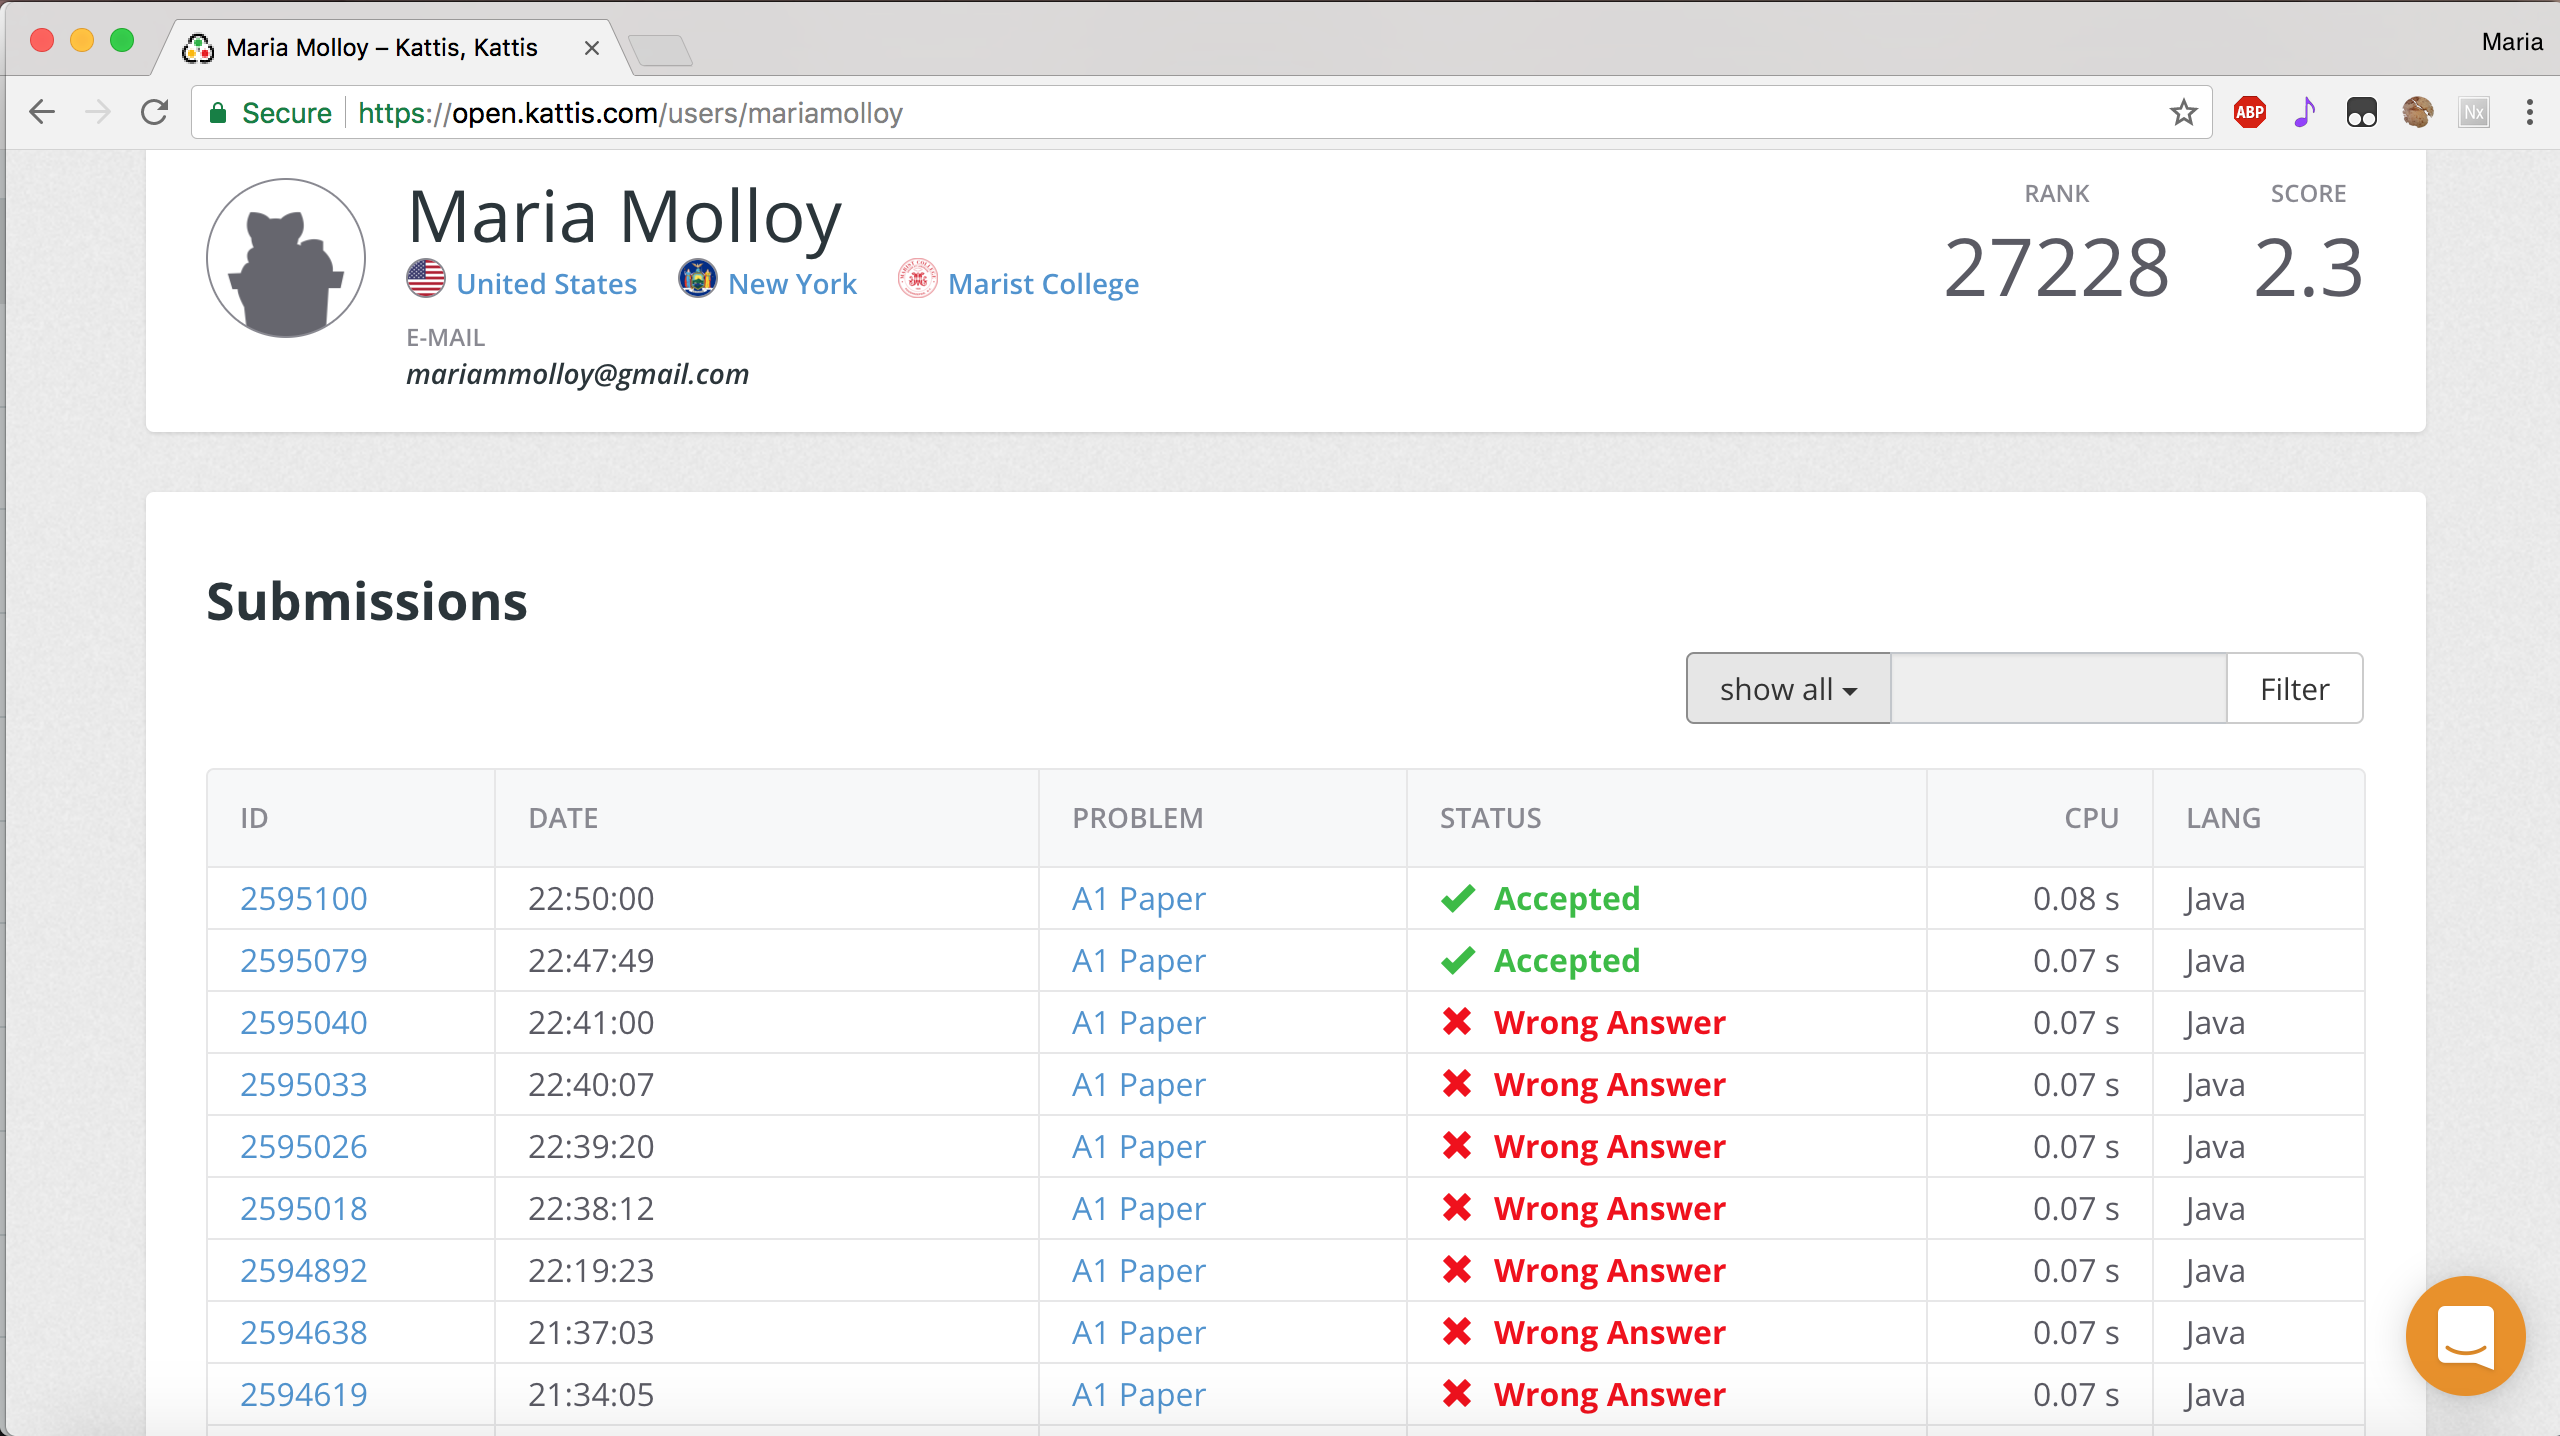 Maria Molloy – Kattis, Kattis
Maria
Secure https://open.kattis.com/users/mariamolloy
ABP
Nx
Maria Molloy
United States New York Marist College
E-MAIL
mariammolloy@gmail.com
RANK SCORE
27228 2.3
Submissions
show all Filter
ID DATE PROBLEM STATUS CPU LANG
2595100 22:50:00 A1 Paper Accepted 0.08 s Java
2595079 22:47:49 A1 Paper Accepted 0.07 s Java
2595040 22:41:00 A1 Paper Wrong Answer 0.07 s Java
2595033 22:40:07 A1 Paper Wrong Answer 0.07 s Java
2595026 22:39:20 A1 Paper Wrong Answer 0.07 s Java
2595018 22:38:12 A1 Paper Wrong Answer 0.07 s Java
2594892 22:19:23 A1 Paper Wrong Answer 0.07 s Java
2594638 21:37:03 A1 Paper Wrong Answer 0.07 s Java
2594619 21:34:05 A1 Paper Wrong Answer 0.07 s Java